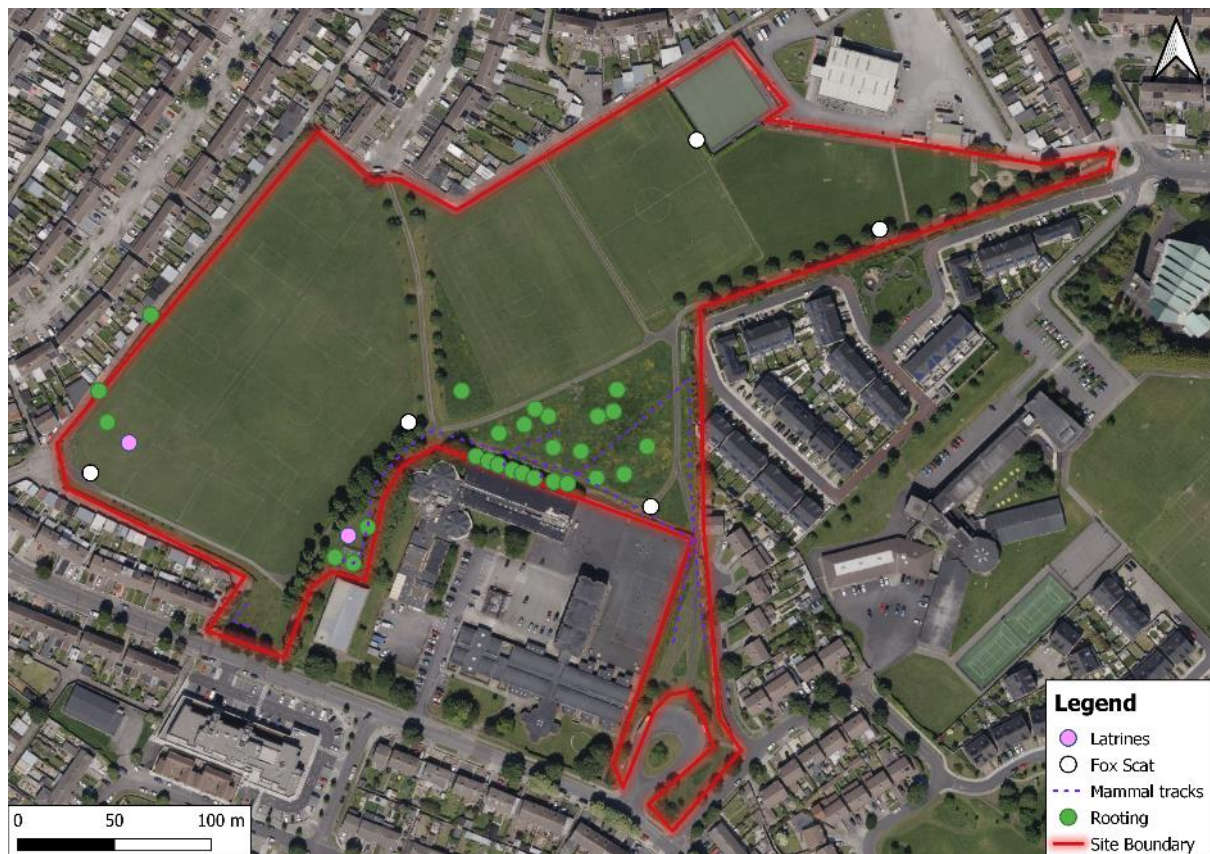 Legend
Latrines
Fox Scat
Mammal tracks
Rooting
Site Boundary
0 50 100 m